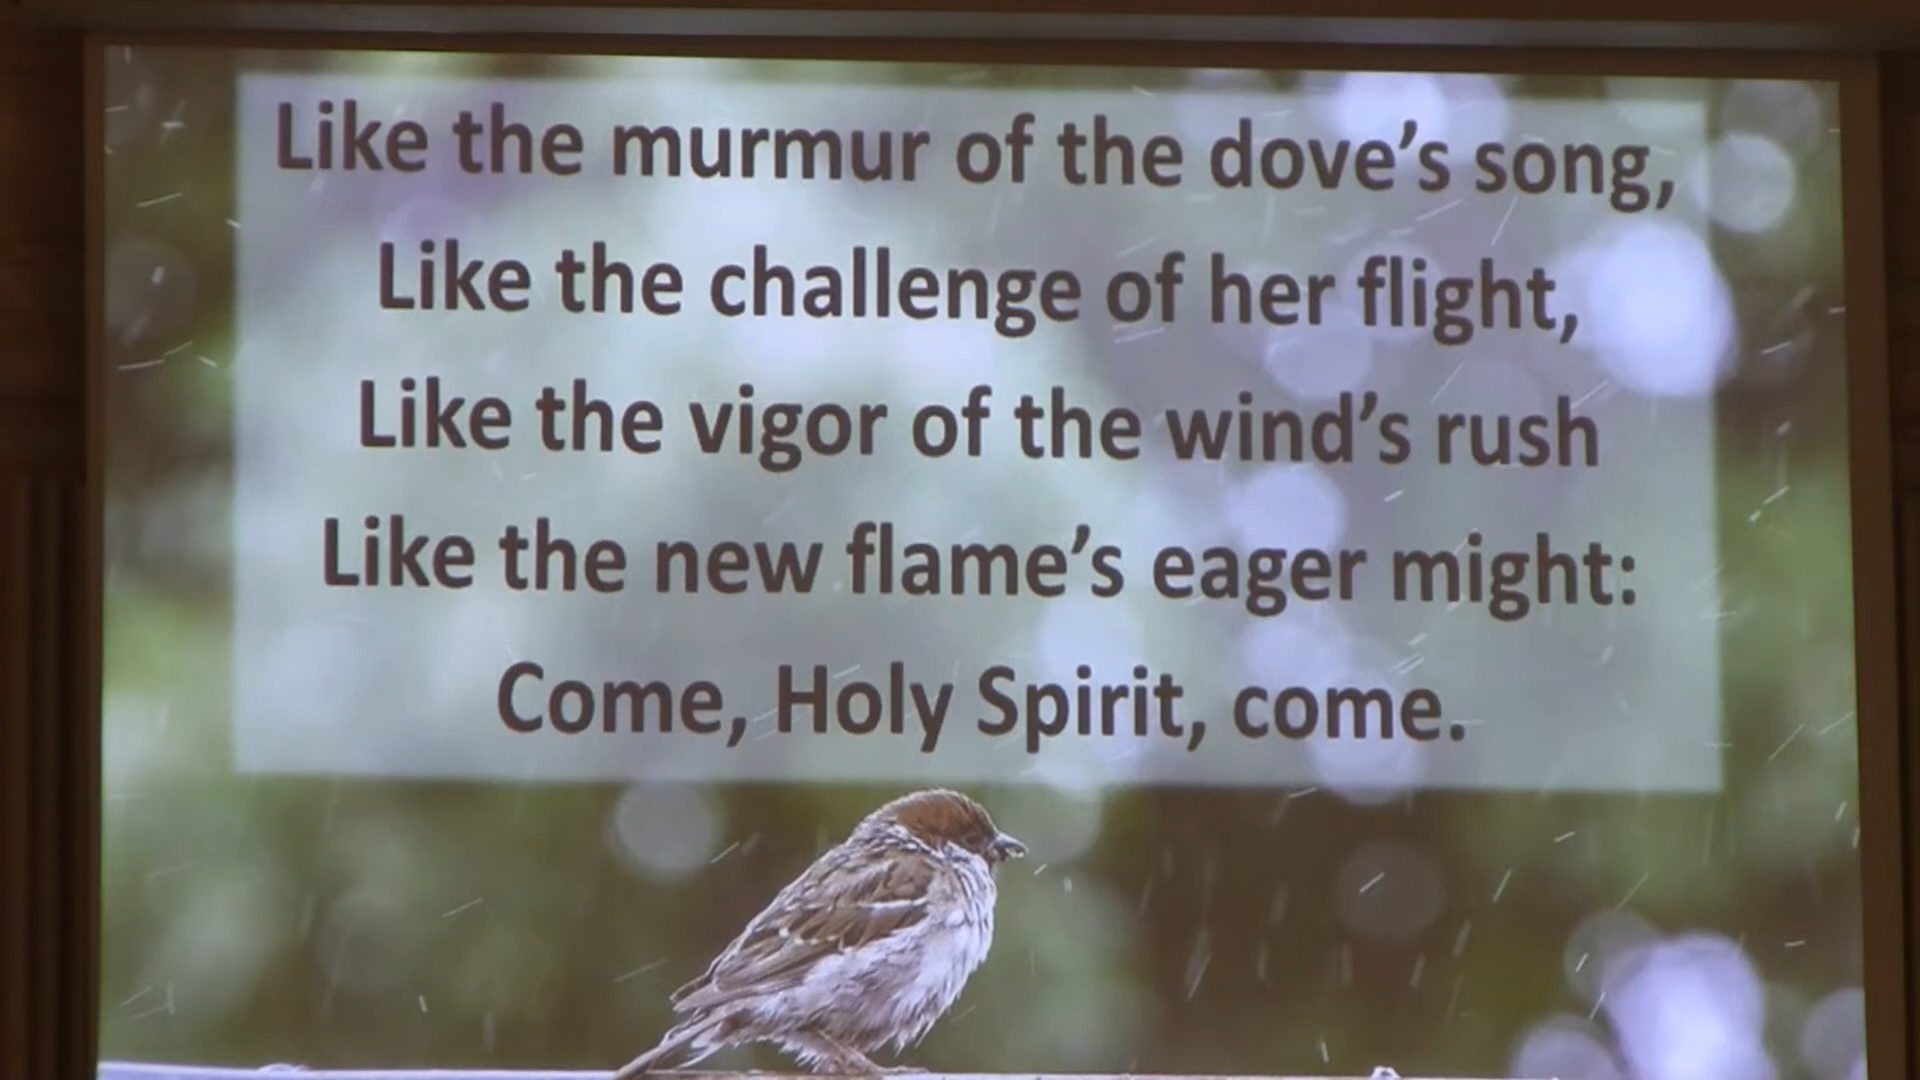 Like the murmur of the dove’s song,
Like the challenge of her flight,
Like the vigor of the wind’s rush
Like the new flame’s eager might:
Come, Holy Spirit, come.